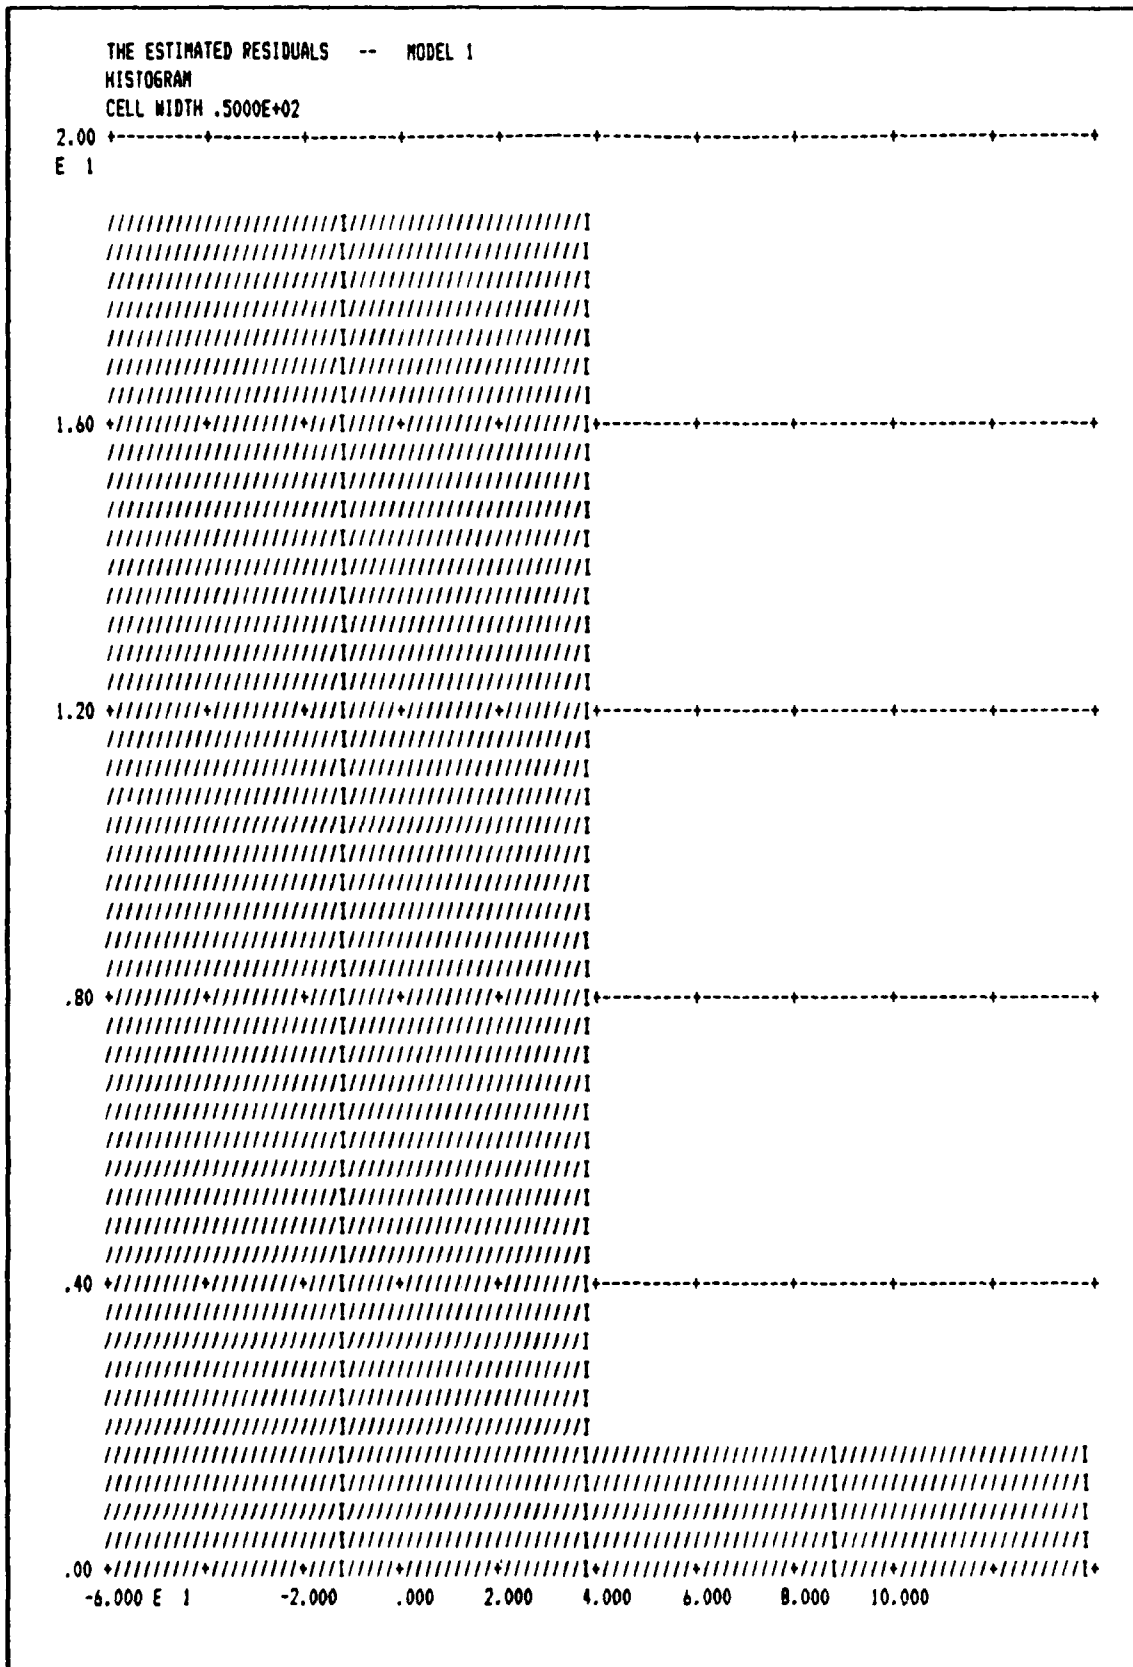 THE ESTIMATED RESIDUALS -- MODEL 1
HISTOGRAM
CELL WIDTH .5000E+02
2.00
E 1
1.60
1.20
.80
.40
.00
-6.000 E 1 -2.000 .000 2.000 4.000 6.000 8.000 10.000